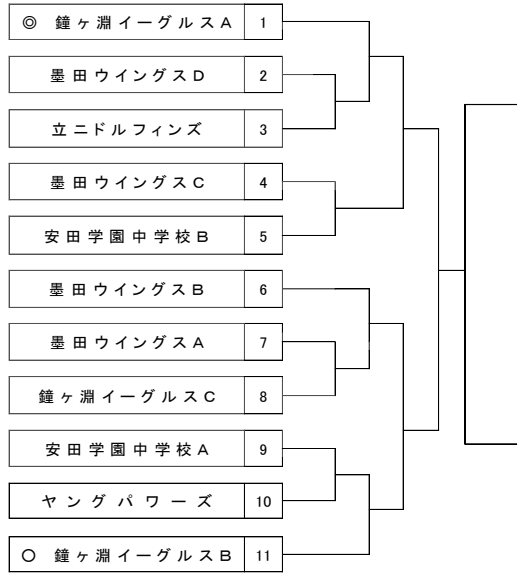 ◎ 鐘ヶ淵イーグルスA 1
墨田ウイングスD 2
立ニドルフィンズ 3
墨田ウイングスC 4
安田学園中学校B 5
墨田ウイングスB 6
墨田ウイングスA 7
鐘ヶ淵イーグルスC 8
安田学園中学校A 9
ヤングパワーズ 10
○ 鐘ヶ淵イーグルスB 11